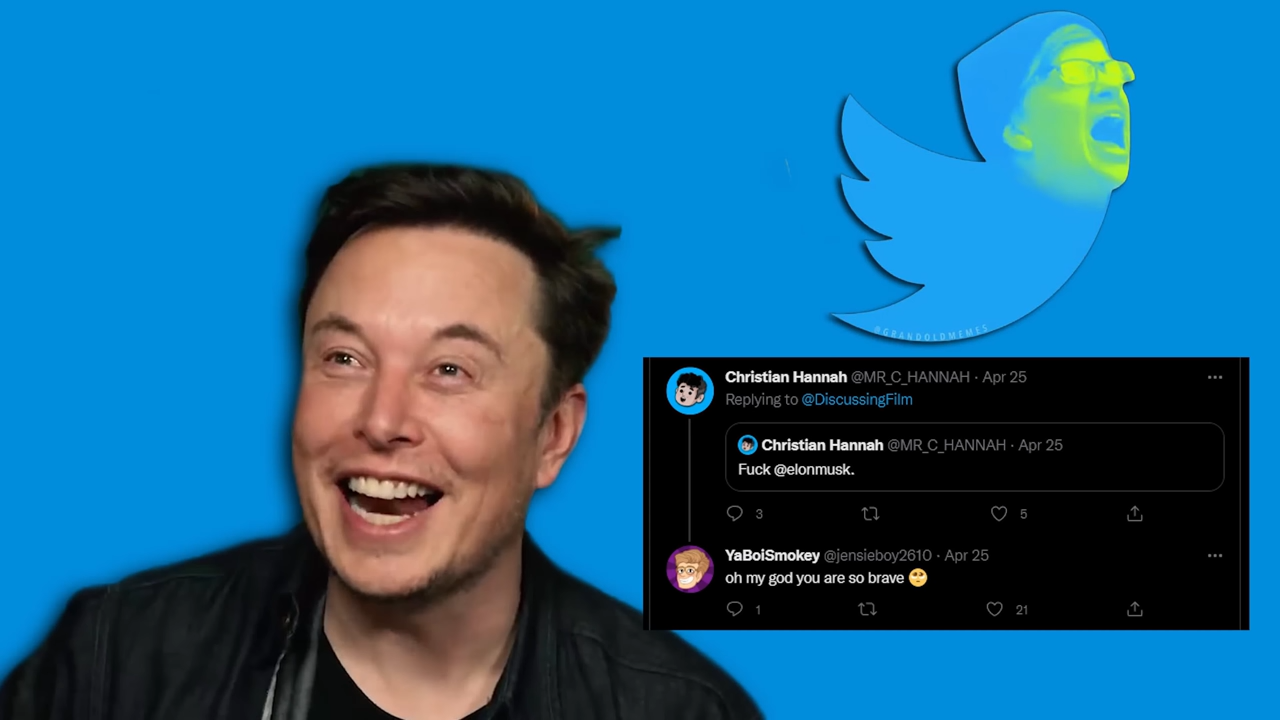 @GRANDOLDMEMES
Christian Hannah @MR_C_HANNAH · Apr 25
Replying to @DiscussingFilm
Christian Hannah @MR_C_HANNAH · Apr 25
Fuck @elonmusk.
3 5
YaBoiSmokey @jensieboy2610 · Apr 25
oh my god you are so brave 🥺
1 21